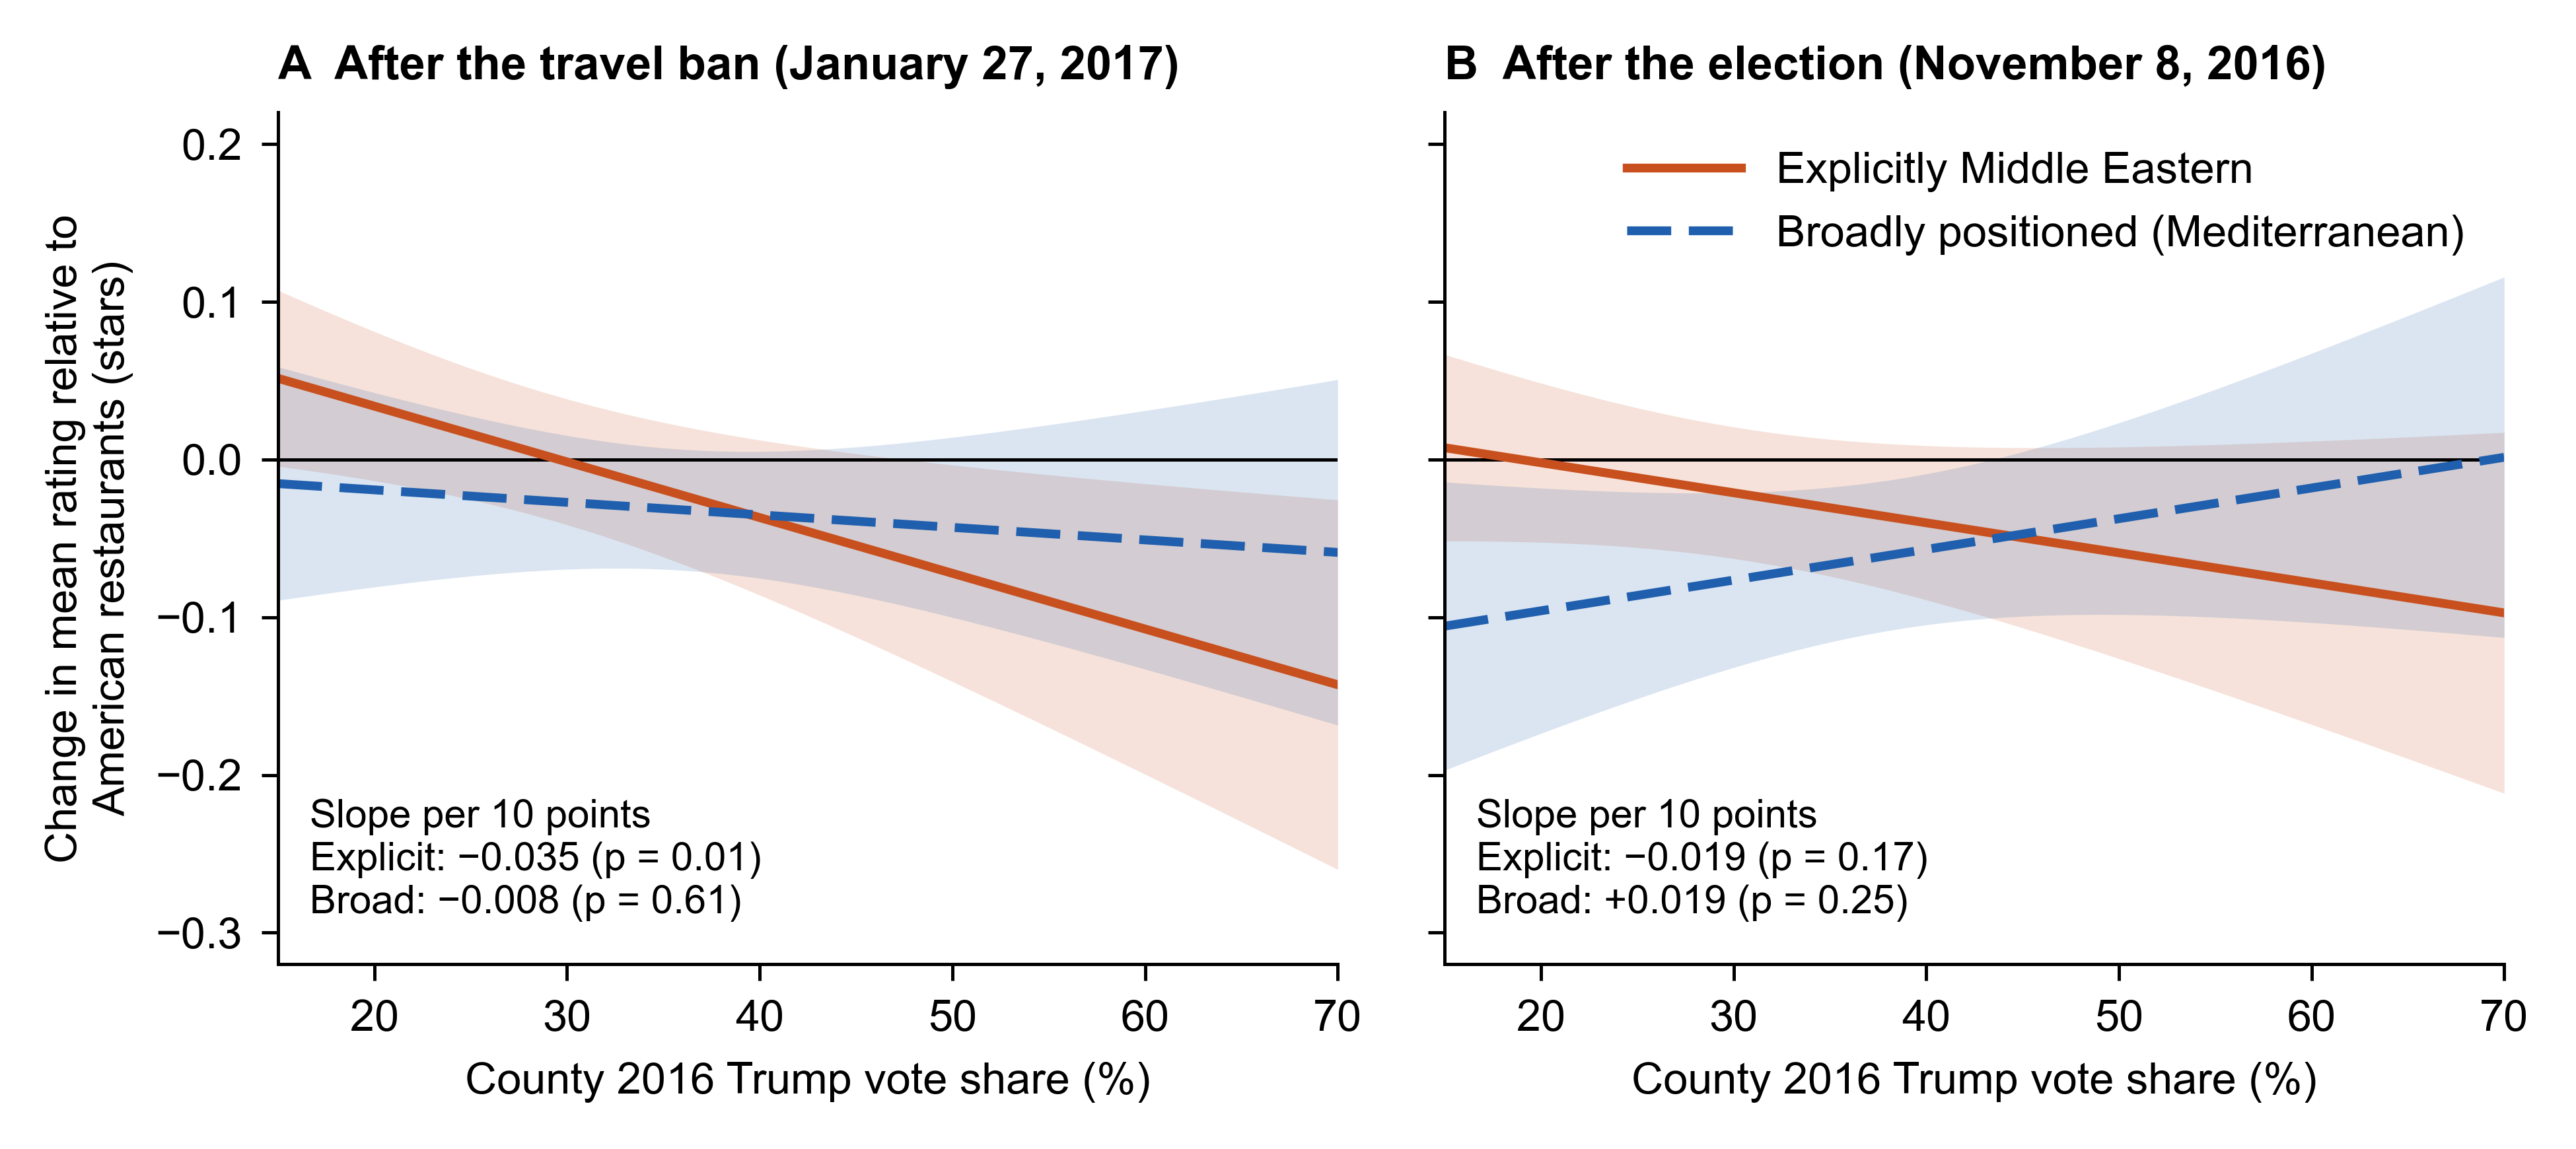 A After the travel ban (January 27, 2017)
B After the election (November 8, 2016)
Change in mean rating relative to
American restaurants (stars)
0.2
0.1
0.0
−0.1
−0.2
−0.3
Slope per 10 points
Explicit: −0.035 (p = 0.01)
Broad: −0.008 (p = 0.61)
20 30 40 50 60 70
County 2016 Trump vote share (%)
Explicitly Middle Eastern
Broadly positioned (Mediterranean)
Slope per 10 points
Explicit: −0.019 (p = 0.17)
Broad: +0.019 (p = 0.25)
20 30 40 50 60 70
County 2016 Trump vote share (%)